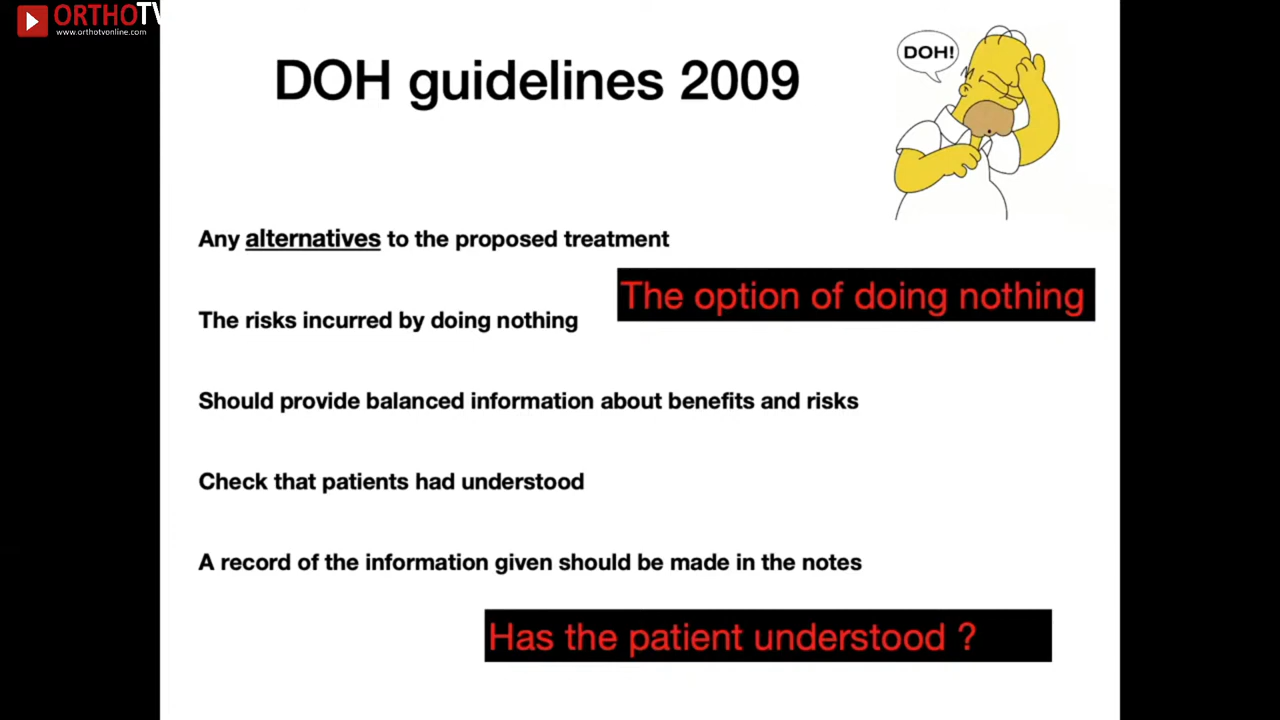 ORTHOTV
www.orthotvonline.com
DOH!
DOH guidelines 2009
Any alternatives to the proposed treatment
The option of doing nothing
The risks incurred by doing nothing
Should provide balanced information about benefits and risks
Check that patients had understood
A record of the information given should be made in the notes
Has the patient understood ?